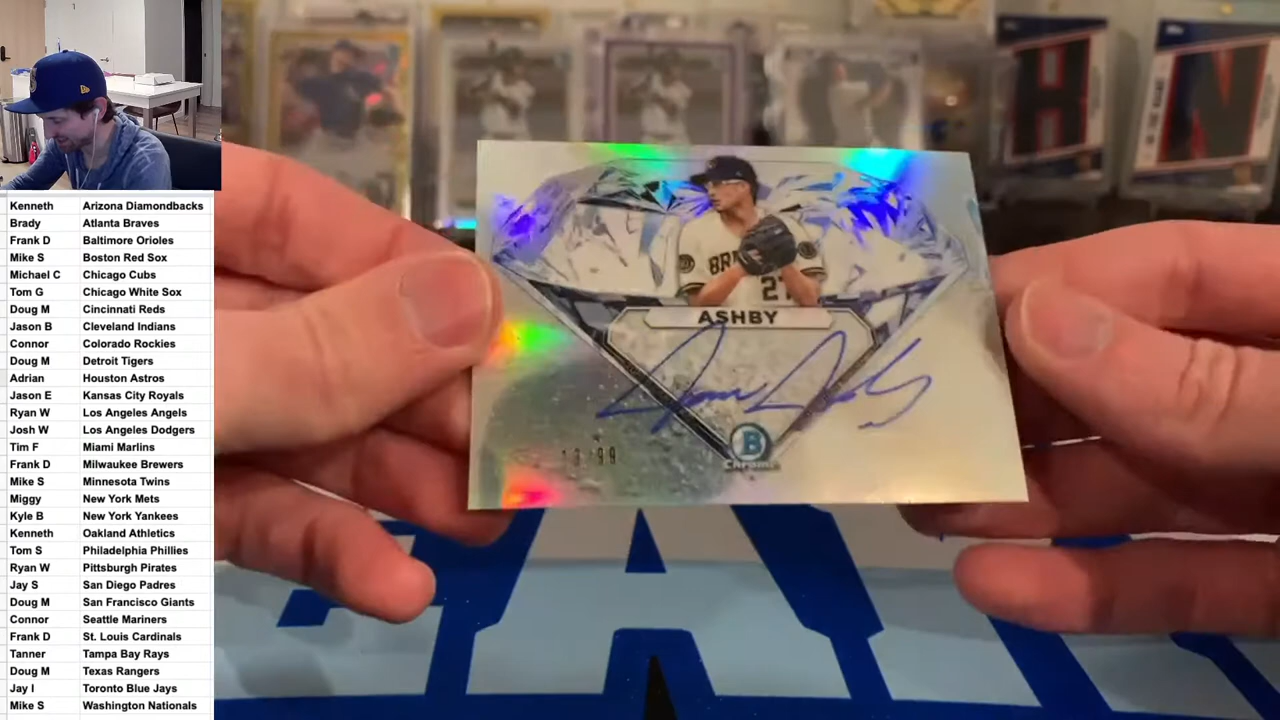 Kenneth Arizona Diamondbacks
Brady Atlanta Braves
Frank D Baltimore Orioles
Mike S Boston Red Sox
Michael C Chicago Cubs
Tom G Chicago White Sox
Doug M Cincinnati Reds
Jason B Cleveland Indians
Connor Colorado Rockies
Doug M Detroit Tigers
Adrian Houston Astros
Jason E Kansas City Royals
Ryan W Los Angeles Angels
Josh W Los Angeles Dodgers
Tim F Miami Marlins
Frank D Milwaukee Brewers
Mike S Minnesota Twins
Miggy New York Mets
Kyle B New York Yankees
Kenneth Oakland Athletics
Tom S Philadelphia Phillies
Ryan W Pittsburgh Pirates
Jay S San Diego Padres
Doug M San Francisco Giants
Connor Seattle Mariners
Frank D St. Louis Cardinals
Tanner Tampa Bay Rays
Doug M Texas Rangers
Jay I Toronto Blue Jays
Mike S Washington Nationals
H
N
BR
27
ASHBY
B
Chrome